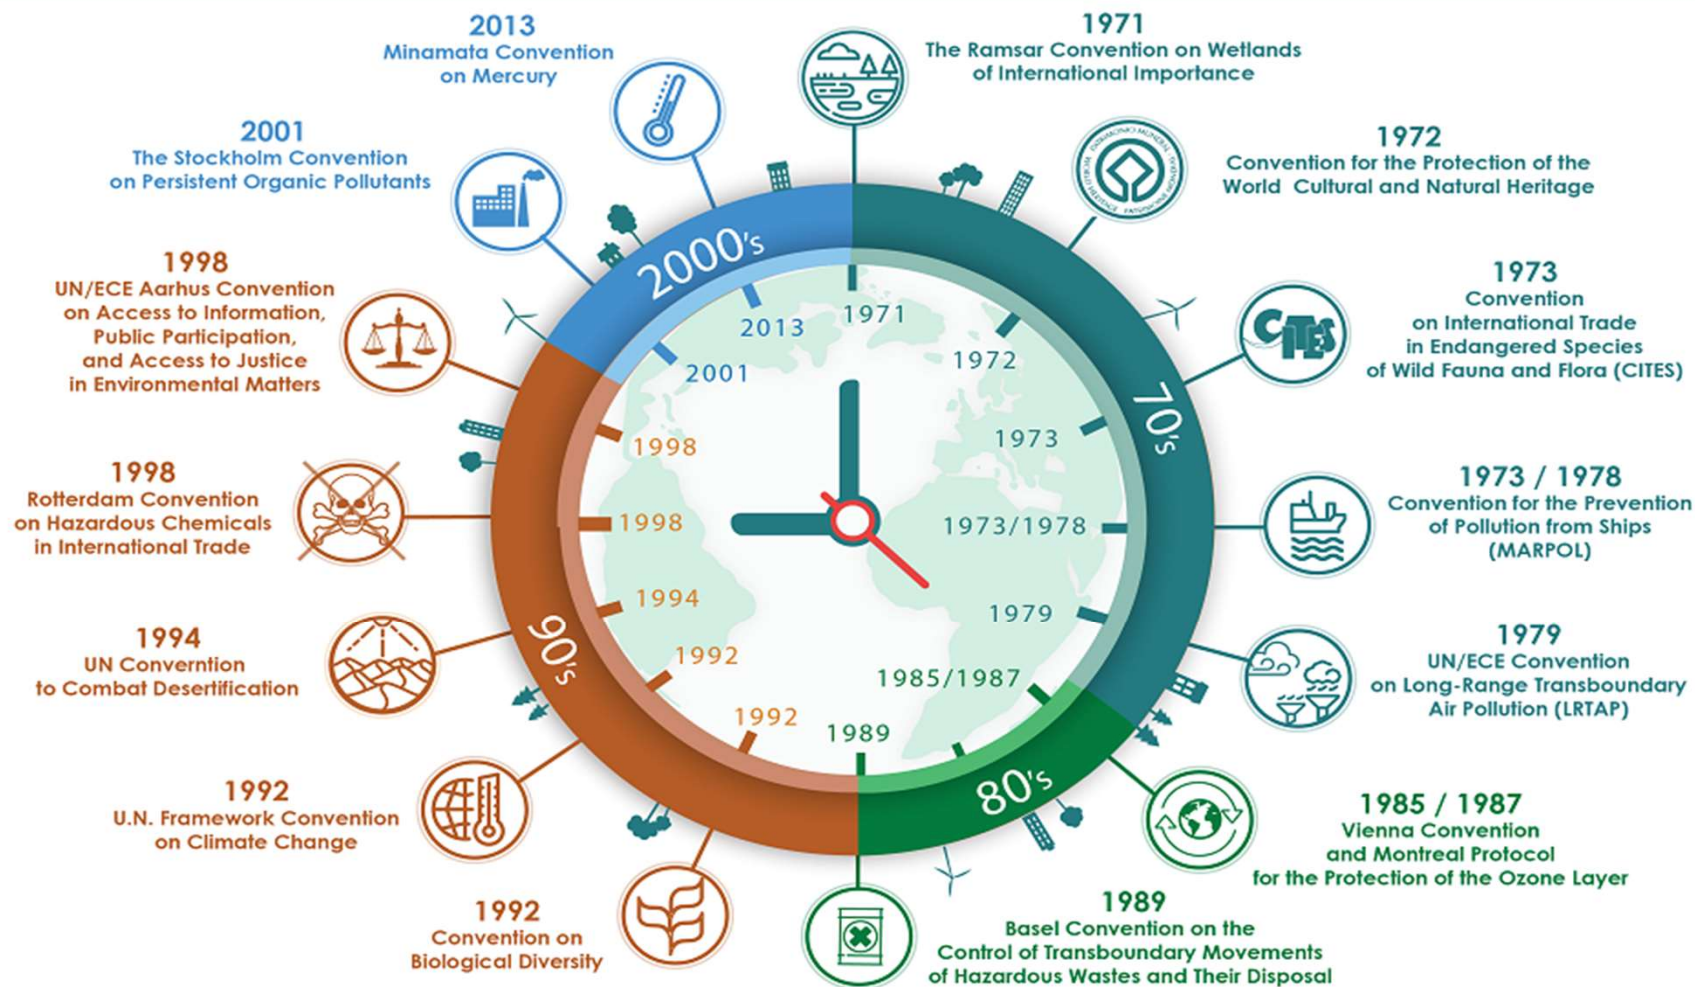 1971
The Ramsar Convention on Wetlands
of International Importance
1972
Convention for the Protection of the
World Cultural and Natural Heritage
1973
Convention
on International Trade
in Endangered Species
of Wild Fauna and Flora (CITES)
1973 / 1978
Convention for the Prevention
of Pollution from Ships
(MARPOL)
1979
UN/ECE Convention
on Long-Range Transboundary
Air Pollution (LRTAP)
1985 / 1987
Vienna Convention
and Montreal Protocol
for the Protection of the Ozone Layer
1989
Basel Convention on the
Control of Transboundary Movements
of Hazardous Wastes and Their Disposal
1992
Convention on
Biological Diversity
1992
U.N. Framework Convention
on Climate Change
1994
UN Converntion
to Combat Desertification
1998
Rotterdam Convention
on Hazardous Chemicals
in International Trade
1998
UN/ECE Aarhus Convention
on Access to Information,
Public Participation,
and Access to Justice
in Environmental Matters
2001
The Stockholm Convention
on Persistent Organic Pollutants
2013
Minamata Convention
on Mercury
CITES
70's
80's
90's
2000's
1971
1972
1973
1973/1978
1979
1985/1987
1989
1992
1992
1994
1998
1998
2001
2013